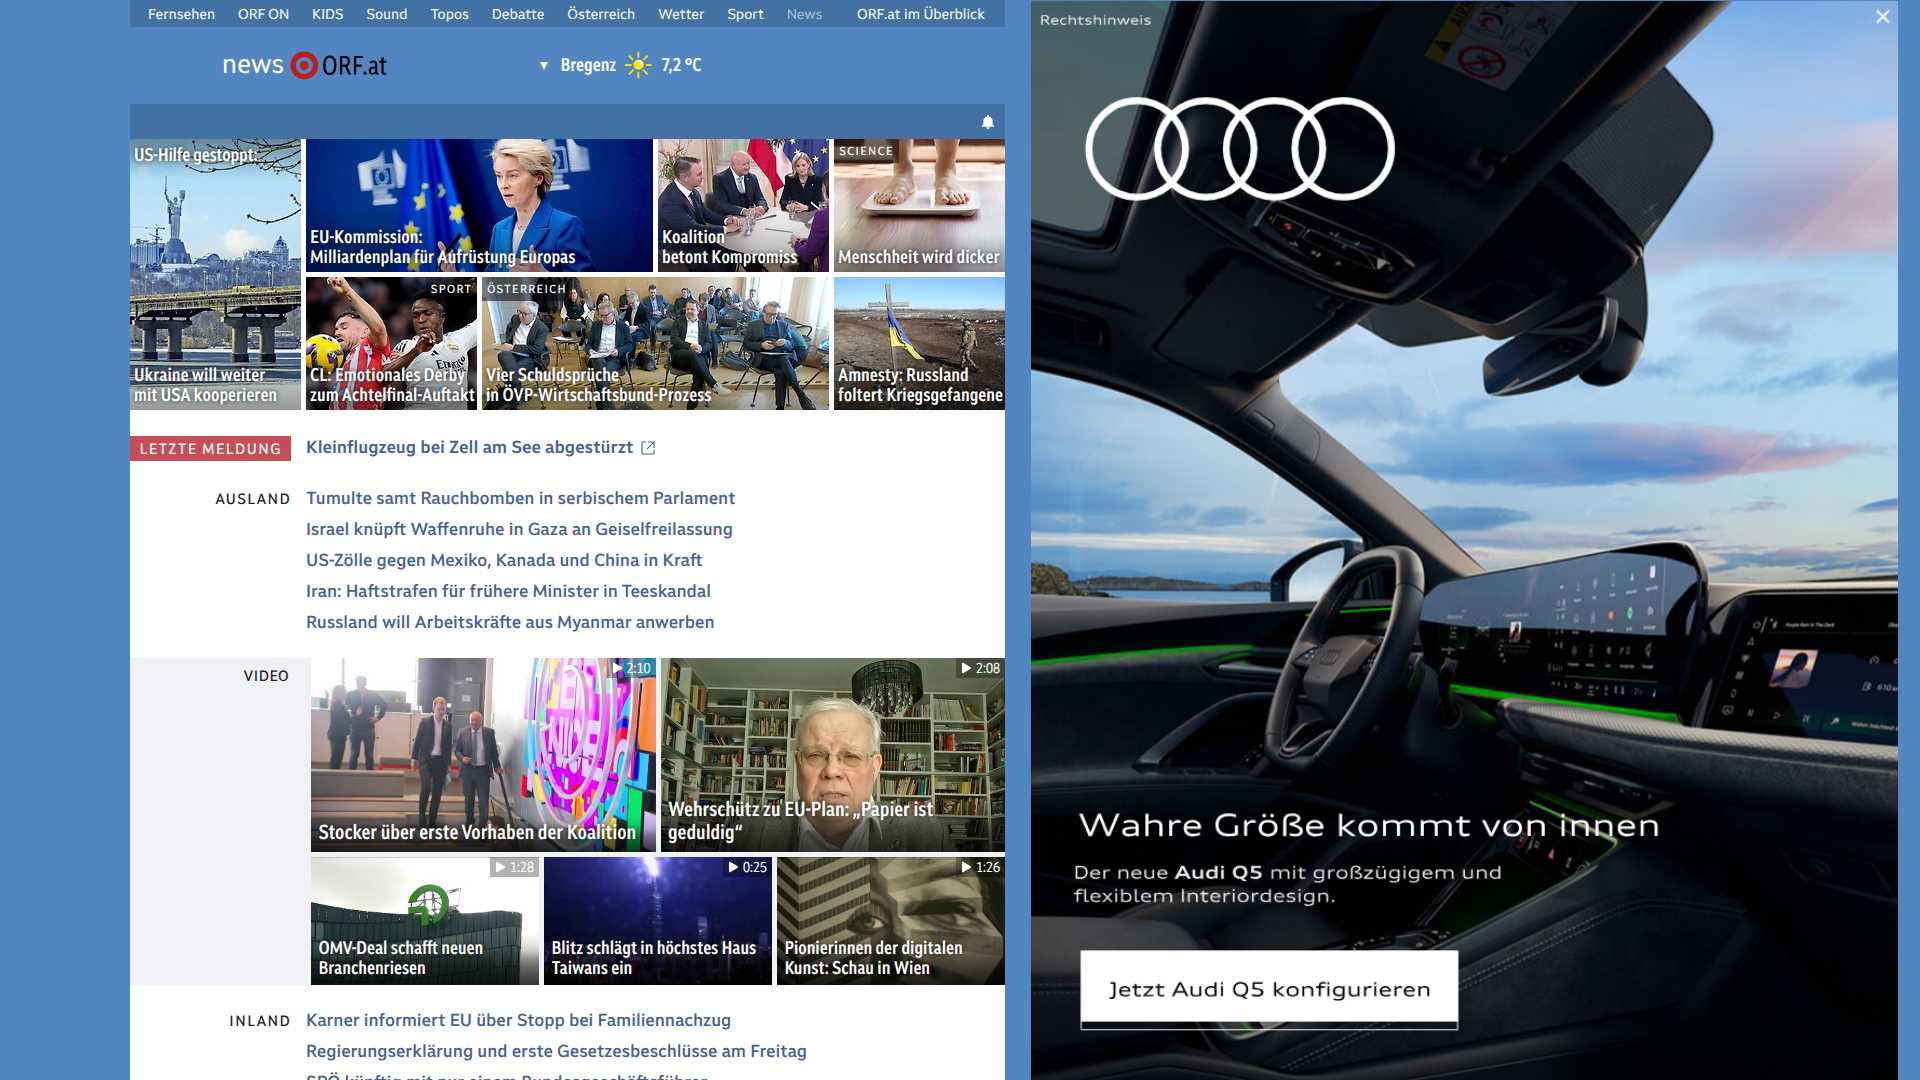 Fernsehen ORF ON KIDS Sound Topos Debatte Österreich Wetter Sport News ORF.at im Überblick
news ORF.at
Bregenz 7,2 °C
US-Hilfe gestoppt:
Ukraine will weiter
mit USA kooperieren
EU-Kommission:
Milliardenplan für Aufrüstung Europas
Koalition
betont Kompromiss
SCIENCE
Menschheit wird dicker
SPORT
CL: Emotionales Derby
zum Achtelfinal-Auftakt
ÖSTERREICH
Vier Schuldsprüche
in ÖVP-Wirtschaftsbund-Prozess
Amnesty: Russland
foltert Kriegsgefangene
LETZTE MELDUNG
Kleinflugzeug bei Zell am See abgestürzt
AUSLAND
Tumulte samt Rauchbomben in serbischem Parlament
Israel knüpft Waffenruhe in Gaza an Geiselfreilassung
US-Zölle gegen Mexiko, Kanada und China in Kraft
Iran: Haftstrafen für frühere Minister in Teeskandal
Russland will Arbeitskräfte aus Myanmar anwerben
VIDEO
2:10
Stocker über erste Vorhaben der Koalition
2:08
Wehrschütz zu EU-Plan: „Papier ist
geduldig“
1:28
OMV-Deal schafft neuen
Branchenriesen
0:25
Blitz schlägt in höchstes Haus
Taiwans ein
1:26
Pionierinnen der digitalen
Kunst: Schau in Wien
INLAND
Karner informiert EU über Stopp bei Familiennachzug
Regierungserklärung und erste Gesetzesbeschlüsse am Freitag
SPÖ künftig mit nur einem Bundesgeschäftsführer
Rechtshinweis
Wahre Größe kommt von innen
Der neue Audi Q5 mit großzügigem und
flexiblem Interiordesign.
Jetzt Audi Q5 konfigurieren